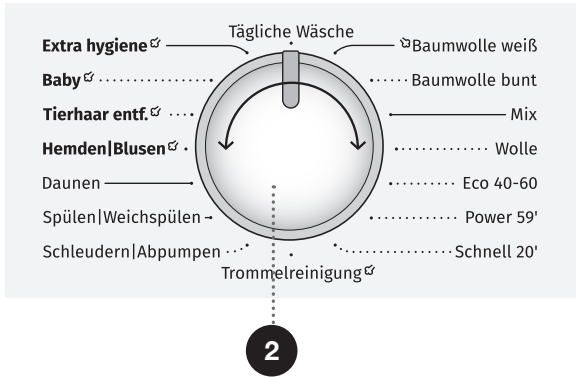 Tägliche Wäsche
Extra hygiene
Baumwolle weiß
Baby
Baumwolle bunt
Tierhaar entf.
Mix
Hemden|Blusen
Wolle
Daunen
Eco 40-60
Spülen|Weichspülen
Power 59'
Schleudern|Abpumpen
Schnell 20'
Trommelreinigung
2